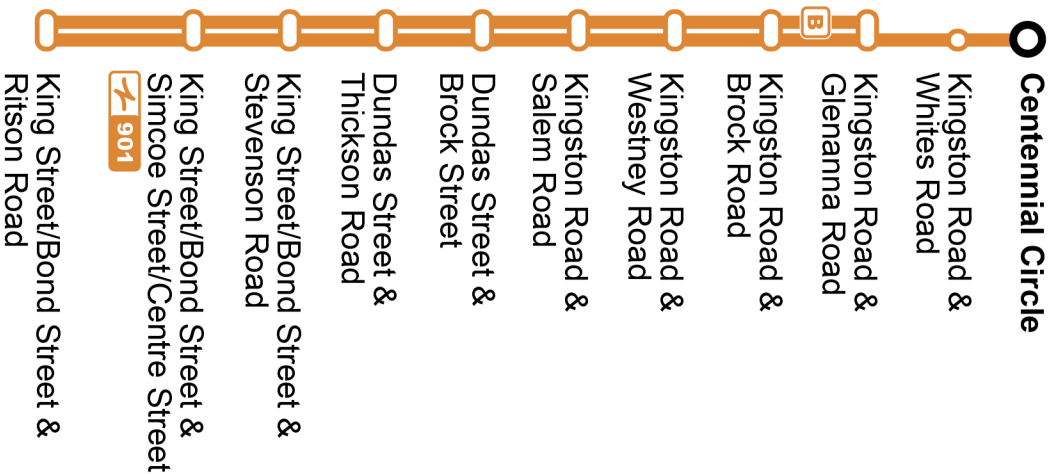 Centennial Circle
Kingston Road &
Whites Road
B
Kingston Road &
Glenanna Road
Kingston Road &
Brock Road
Kingston Road &
Westney Road
Kingston Road &
Salem Road
Dundas Street &
Brock Street
Dundas Street &
Thickson Road
King Street/Bond Street &
Stevenson Road
King Street/Bond Street &
Simcoe Street/Centre Street
901
King Street/Bond Street &
Ritson Road